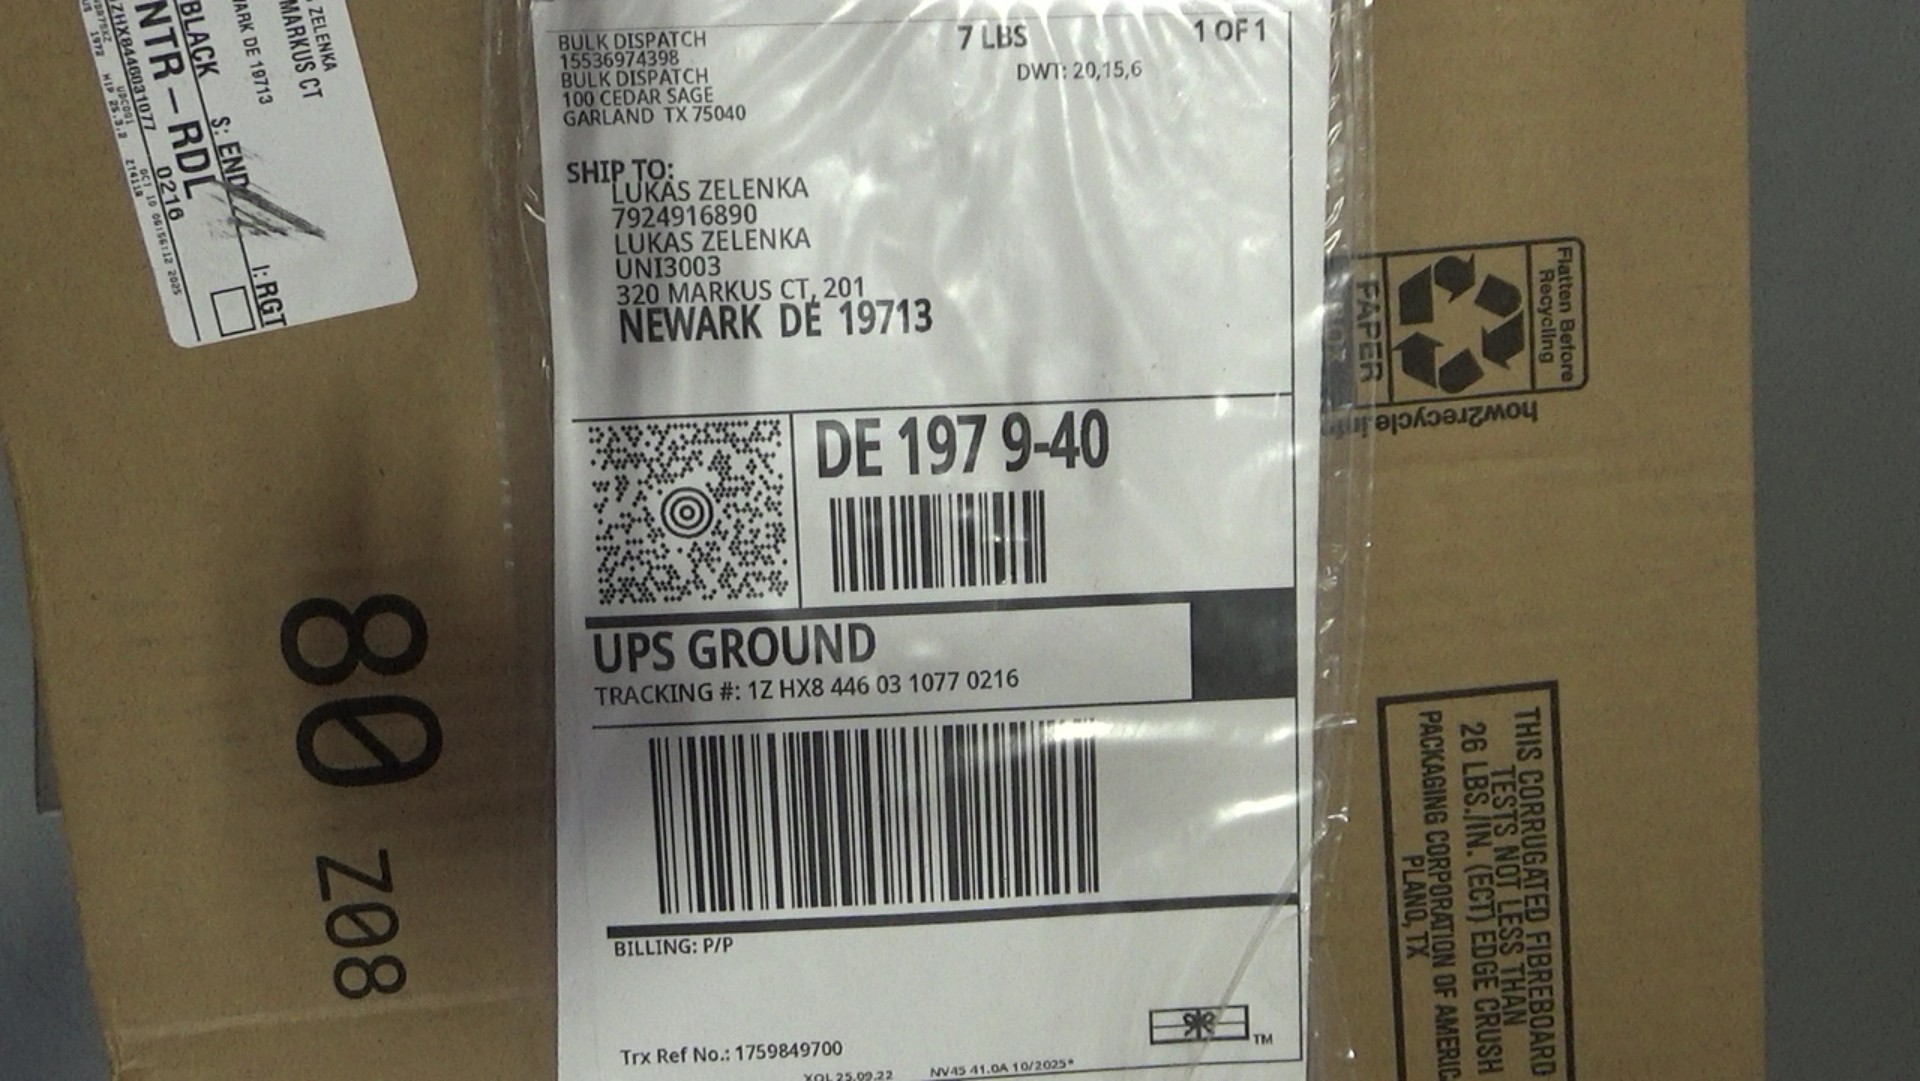 BULK DISPATCH
15536974398
BULK DISPATCH
100 CEDAR SAGE
GARLAND TX 75040
7 LBS
1 OF 1
DWT: 20,15,6
SHIP TO:
LUKAS ZELENKA
7924916890
LUKAS ZELENKA
UNI3003
320 MARKUS CT, 201
NEWARK DE 19713
DE 197 9-40
UPS GROUND
TRACKING #: 1Z HX8 446 03 1077 0216
BILLING: P/P
Trx Ref No.: 1759849700
XOL 25.09.22
NV45 41.0A 10/2025*
TM
ZELENKA
MARKUS CT
ARK DE 19713
BLACK
S: END
I: RGT
NTR-RDL
ZHX8446031077 0216
80
Z08
Flatten Before
Recycling
PAPER
how2recycle
THIS CORRUGATED FIBREBOARD
TESTS NOT LESS THAN
26 LBS./IN. (ECT) EDGE CRUSH
PACKAGING CORPORATION OF AMERIC
PLANO, TX